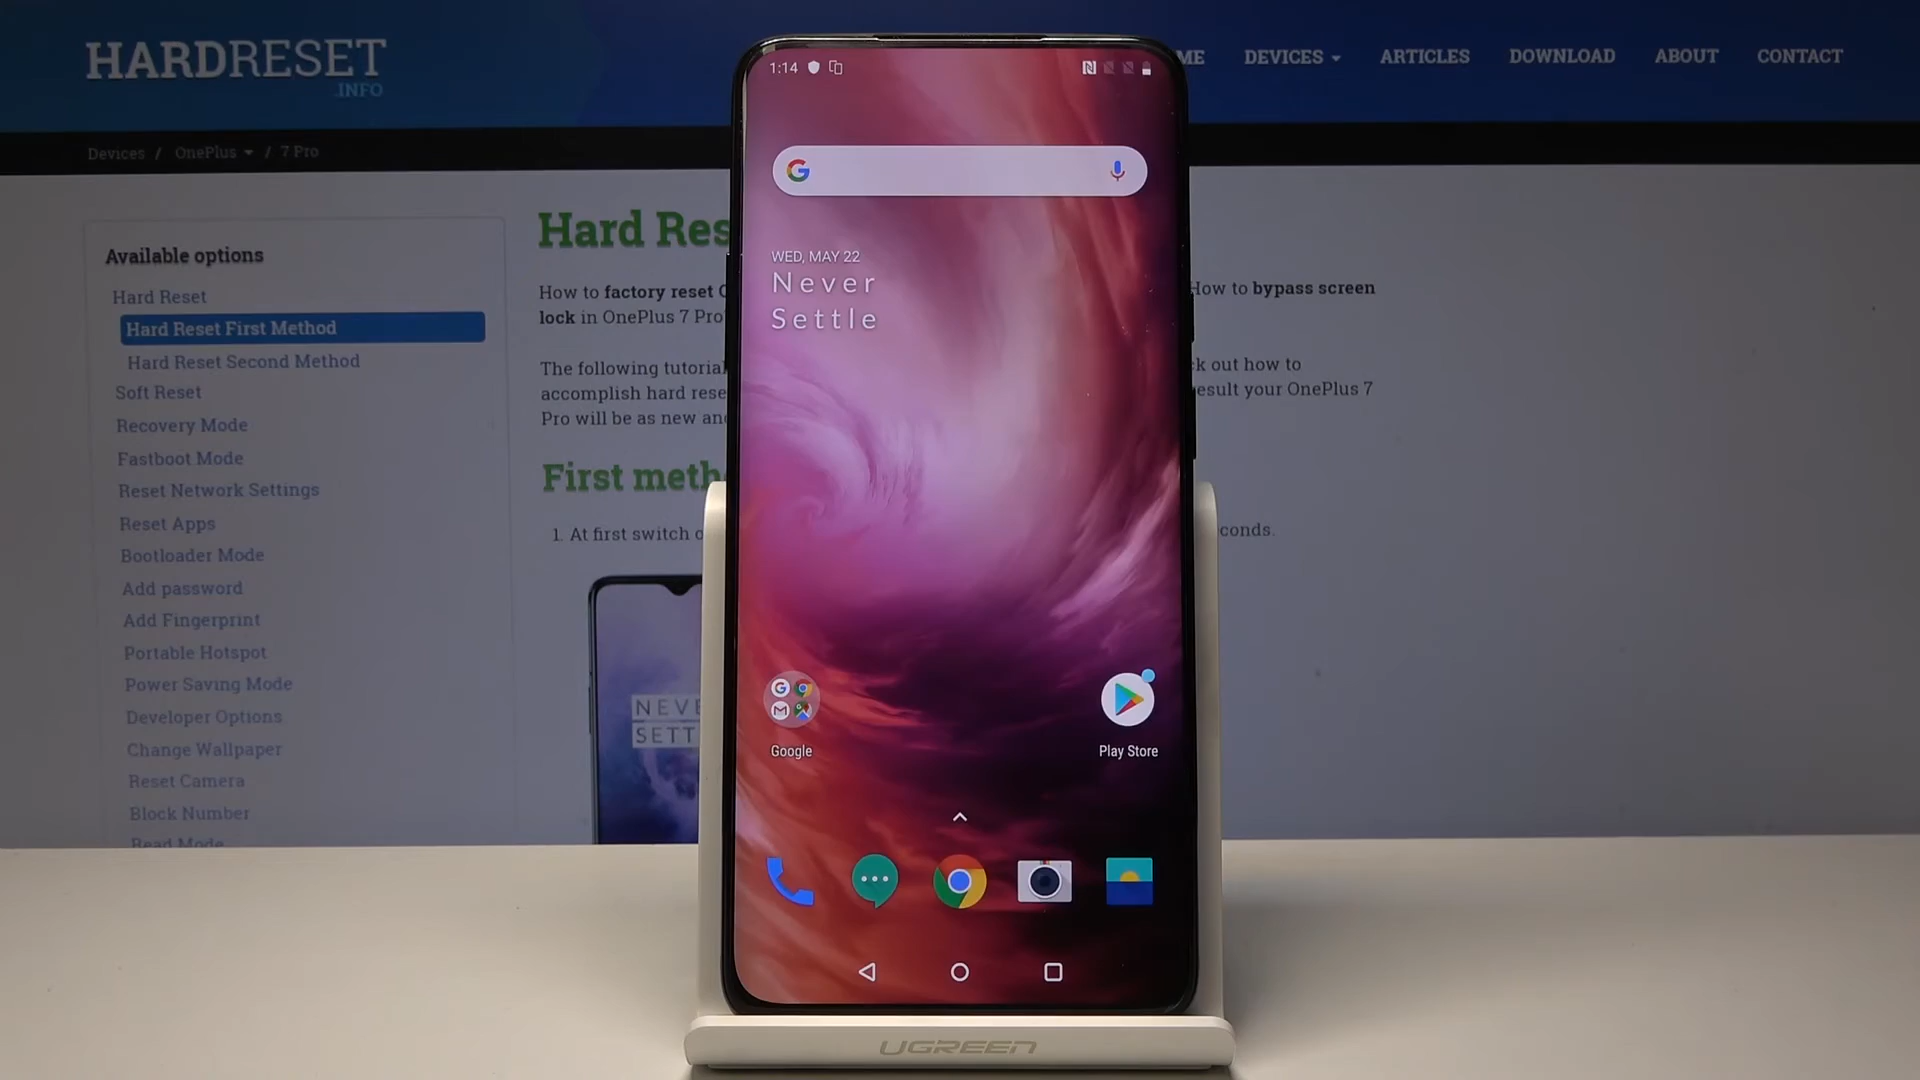 HARDRESET
.INFO
ME DEVICES ARTICLES DOWNLOAD ABOUT CONTACT
Devices / OnePlus / 7 Pro
Available options
Hard Reset
Hard Reset First Method
Hard Reset Second Method
Soft Reset
Recovery Mode
Fastboot Mode
Reset Network Settings
Reset Apps
Bootloader Mode
Add password
Add Fingerprint
Portable Hotspot
Power Saving Mode
Developer Options
Change Wallpaper
Reset Camera
Block Number
Read Mode
Hard Res
How to factory reset
How to bypass screen
lock in OnePlus 7 Pro
The following tutorial
ck out how to
accomplish hard rese
esult your OnePlus 7
Pro will be as new an
First meth
1. At first switch o
conds.
NEVE
SETT
1:14
WED, MAY 22
Never
Settle
Google
Play Store
UGREEN